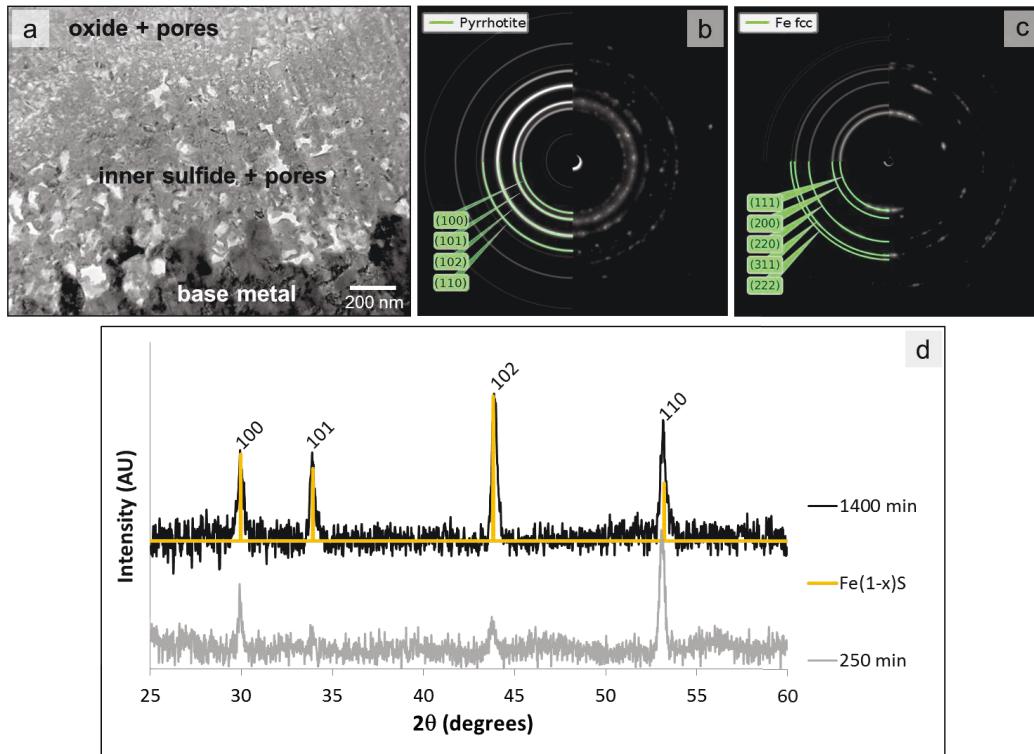 a
oxide + pores
inner sulfide + pores
base metal
200 nm
Pyrrhotite
b
(100)
(101)
(102)
(110)
Fe fcc
c
(111)
(200)
(220)
(311)
(222)
d
Intensity (AU)
100
101
102
110
1400 min
Fe(1-x)S
250 min
25 30 35 40 45 50 55 60
2θ (degrees)